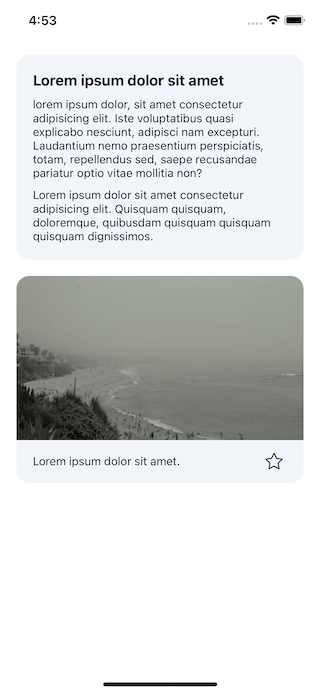 4:53
Lorem ipsum dolor sit amet
lorem ipsum dolor, sit amet consectetur
adipisicing elit. Iste voluptatibus quasi
explicabo nesciunt, adipisci nam excepturi.
Laudantium nemo praesentium perspiciatis,
totam, repellendus sed, saepe recusandae
pariatur optio vitae mollitia non?
Lorem ipsum dolor sit amet consectetur
adipisicing elit. Quisquam quisquam,
doloremque, quibusdam quisquam quisquam
quisquam dignissimos.
Lorem ipsum dolor sit amet.